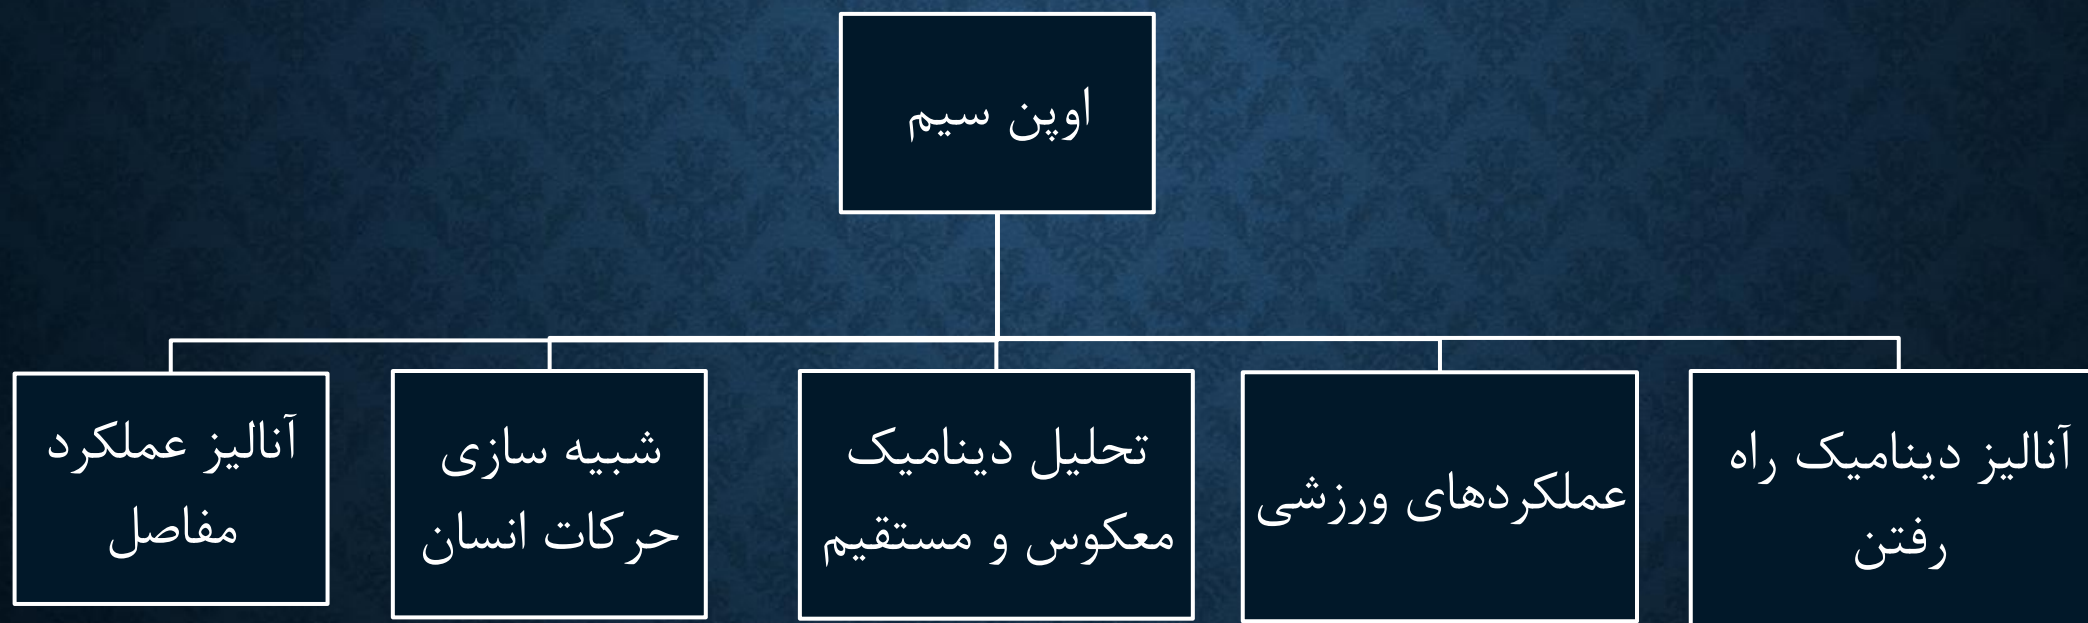 اوپن سیم
آنالیز دینامیک راه
رفتن
عملکردهای ورزشی
تحلیل دینامیک
معکوس و مستقیم
شبیه سازی
حرکات انسان
آنالیز عملکرد
مفاصل